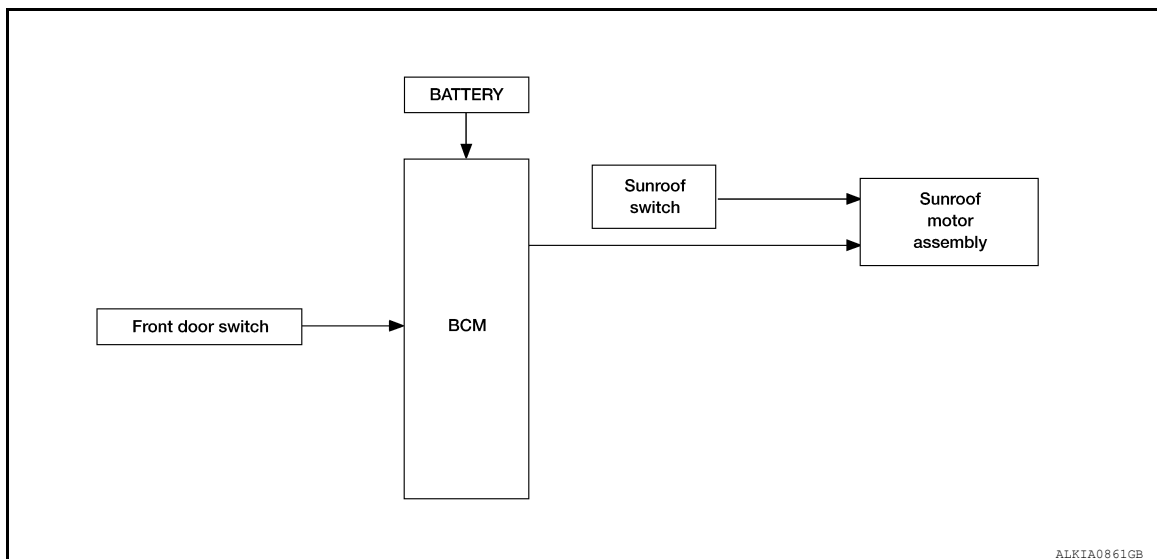 BATTERY
Sunroof
switch
Sunroof
motor
assembly
Front door switch
BCM
ALKIA0861GB